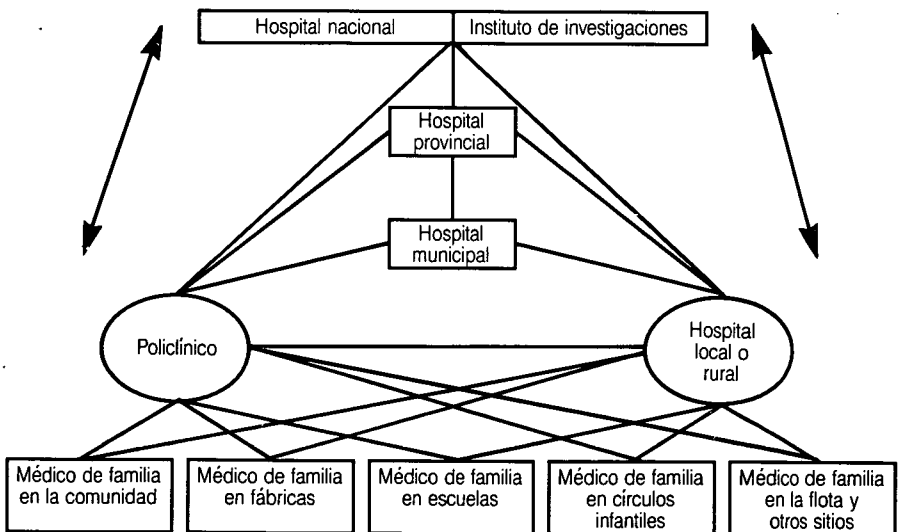 Hospital nacional
Instituto de investigaciones
Hospital
provincial
Hospital
municipal
Policlínico
Hospital
local o
rural
Médico de familia
en la comunidad
Médico de familia
en fábricas
Médico de familia
en escuelas
Médico de familia
en círculos
infantiles
Médico de familia
en la flota y
otros sitios